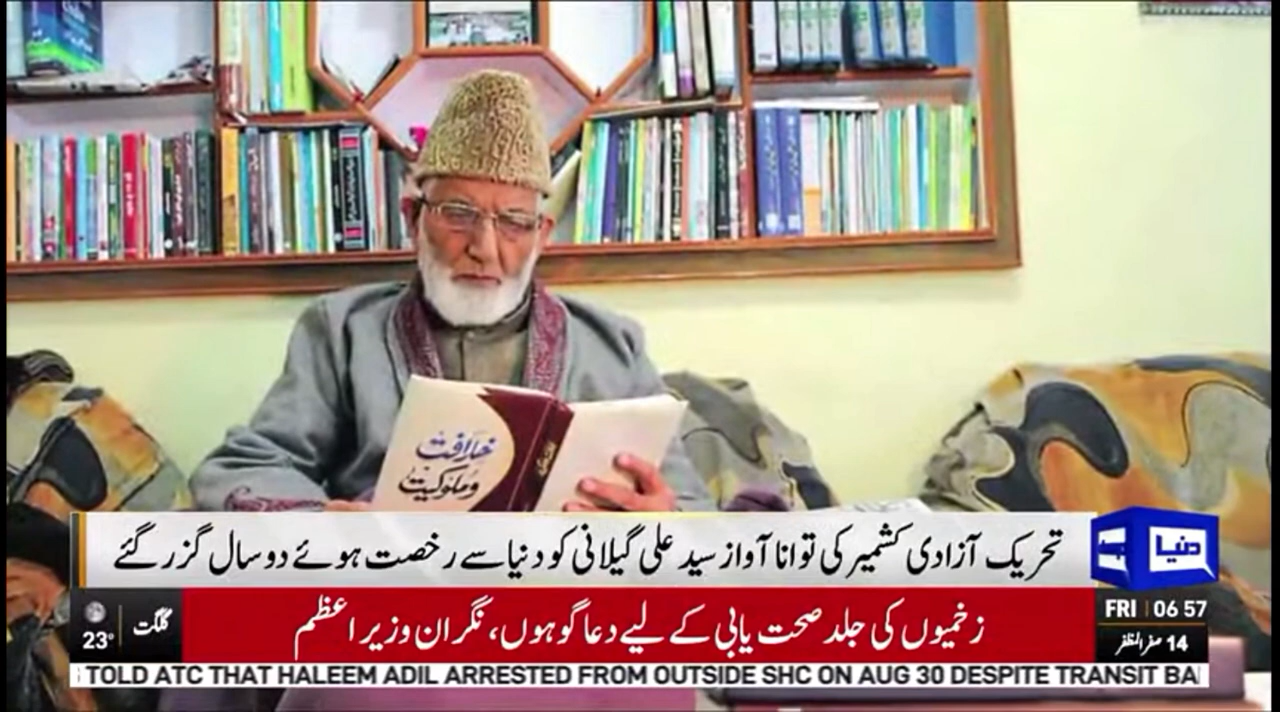 خلافت
و ملوکیت
تحریک آزادی کشمیر کی توانا آواز سید علی گیلانی کو دنیا سے رخصت ہوئے دو سال گزر گئے
دنیا
زخمیوں کی جلد صحت یابی کے لیے دعا گو ہوں، نگران وزیر اعظم
گلگت
23°
FRI 06 57
14 صفر المظفر
TOLD ATC THAT HALEEM ADIL ARRESTED FROM OUTSIDE SHC ON AUG 30 DESPITE TRANSIT BA